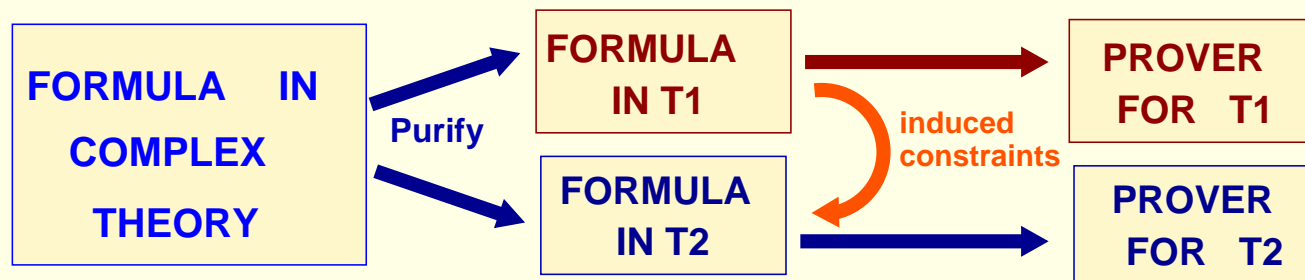 FORMULA IN
COMPLEX
THEORY
Purify
FORMULA
IN T1
FORMULA
IN T2
induced
constraints
PROVER
FOR T1
PROVER
FOR T2